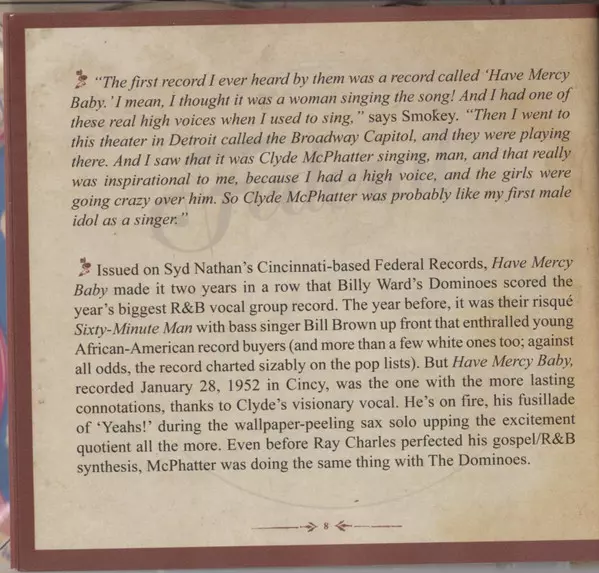 “The first record I ever heard by them was a record called ‘Have Mercy
Baby.’ I mean, I thought it was a woman singing the song! And I had one of
these real high voices when I used to sing,” says Smokey. “Then I went to
this theater in Detroit called the Broadway Capitol, and they were playing
there. And I saw that it was Clyde McPhatter singing, man, and that really
was inspirational to me, because I had a high voice, and the girls were
going crazy over him. So Clyde McPhatter was probably like my first male
idol as a singer.”
Issued on Syd Nathan’s Cincinnati-based Federal Records, Have Mercy
Baby made it two years in a row that Billy Ward’s Dominoes scored the
year’s biggest R&B vocal group record. The year before, it was their risqué
Sixty-Minute Man with bass singer Bill Brown up front that enthralled young
African-American record buyers (and more than a few white ones too; against
all odds, the record charted sizably on the pop lists). But Have Mercy Baby,
recorded January 28, 1952 in Cincy, was the one with the more lasting
connotations, thanks to Clyde’s visionary vocal. He’s on fire, his fusillade
of ‘Yeahs!’ during the wallpaper-peeling sax solo upping the excitement
quotient all the more. Even before Ray Charles perfected his gospel/R&B
synthesis, McPhatter was doing the same thing with The Dominoes.
8